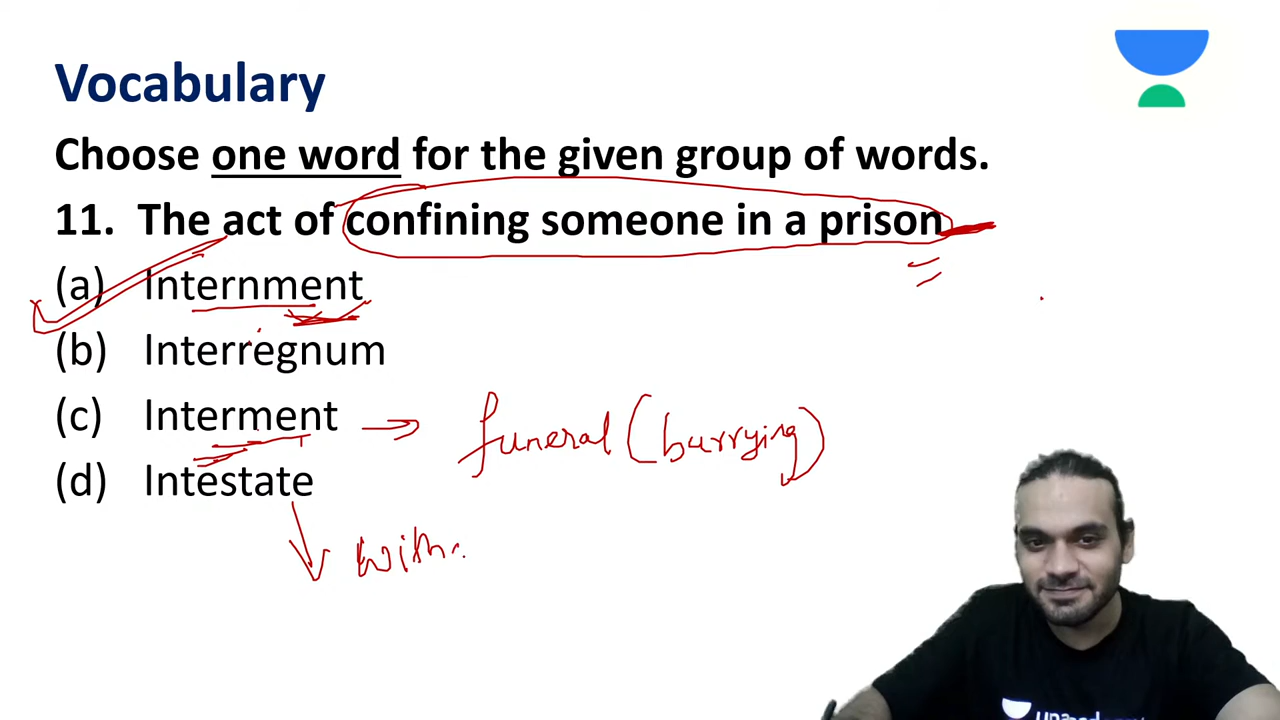 Vocabulary
Choose one word for the given group of words.
11. The act of confining someone in a prison
(a) Internment
(b) Interregnum
(c) Interment → funeral (burrying)
(d) Intestate